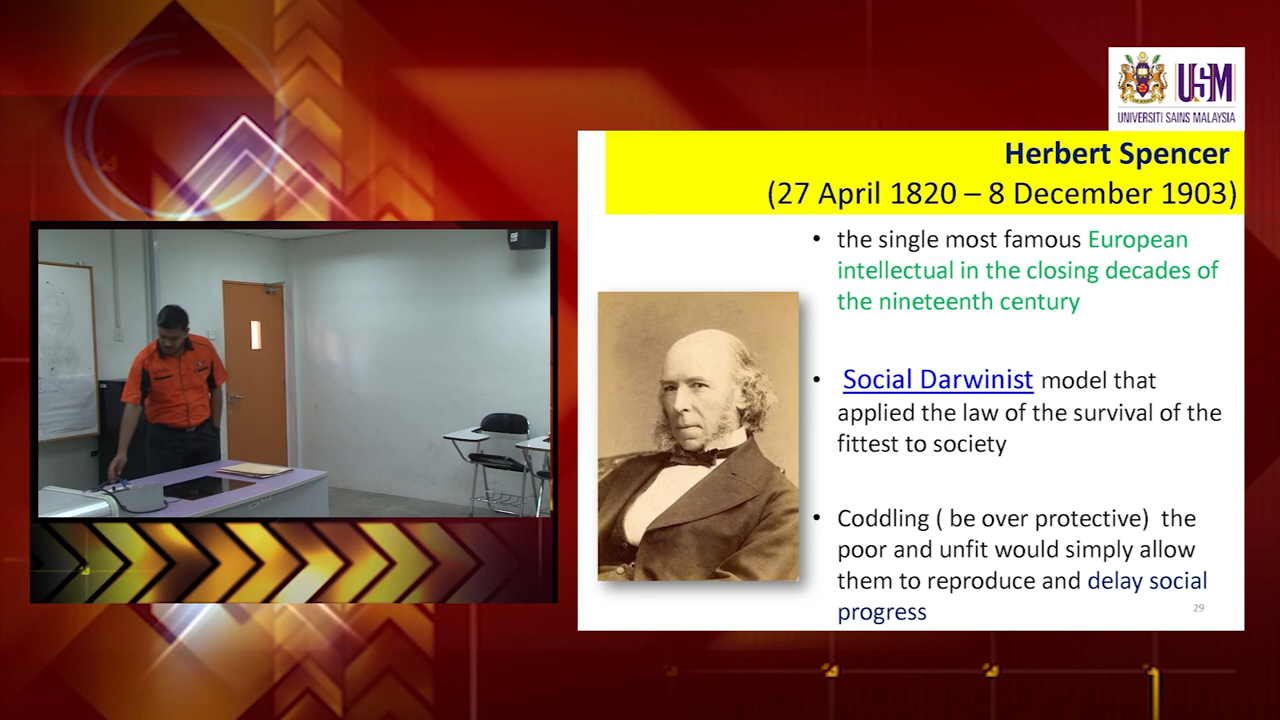 USM
UNIVERSITI SAINS MALAYSIA
Herbert Spencer
(27 April 1820 – 8 December 1903)
• the single most famous European
intellectual in the closing decades of
the nineteenth century
• Social Darwinist model that
applied the law of the survival of the
fittest to society
• Coddling ( be over protective) the
poor and unfit would simply allow
them to reproduce and delay social
progress
29